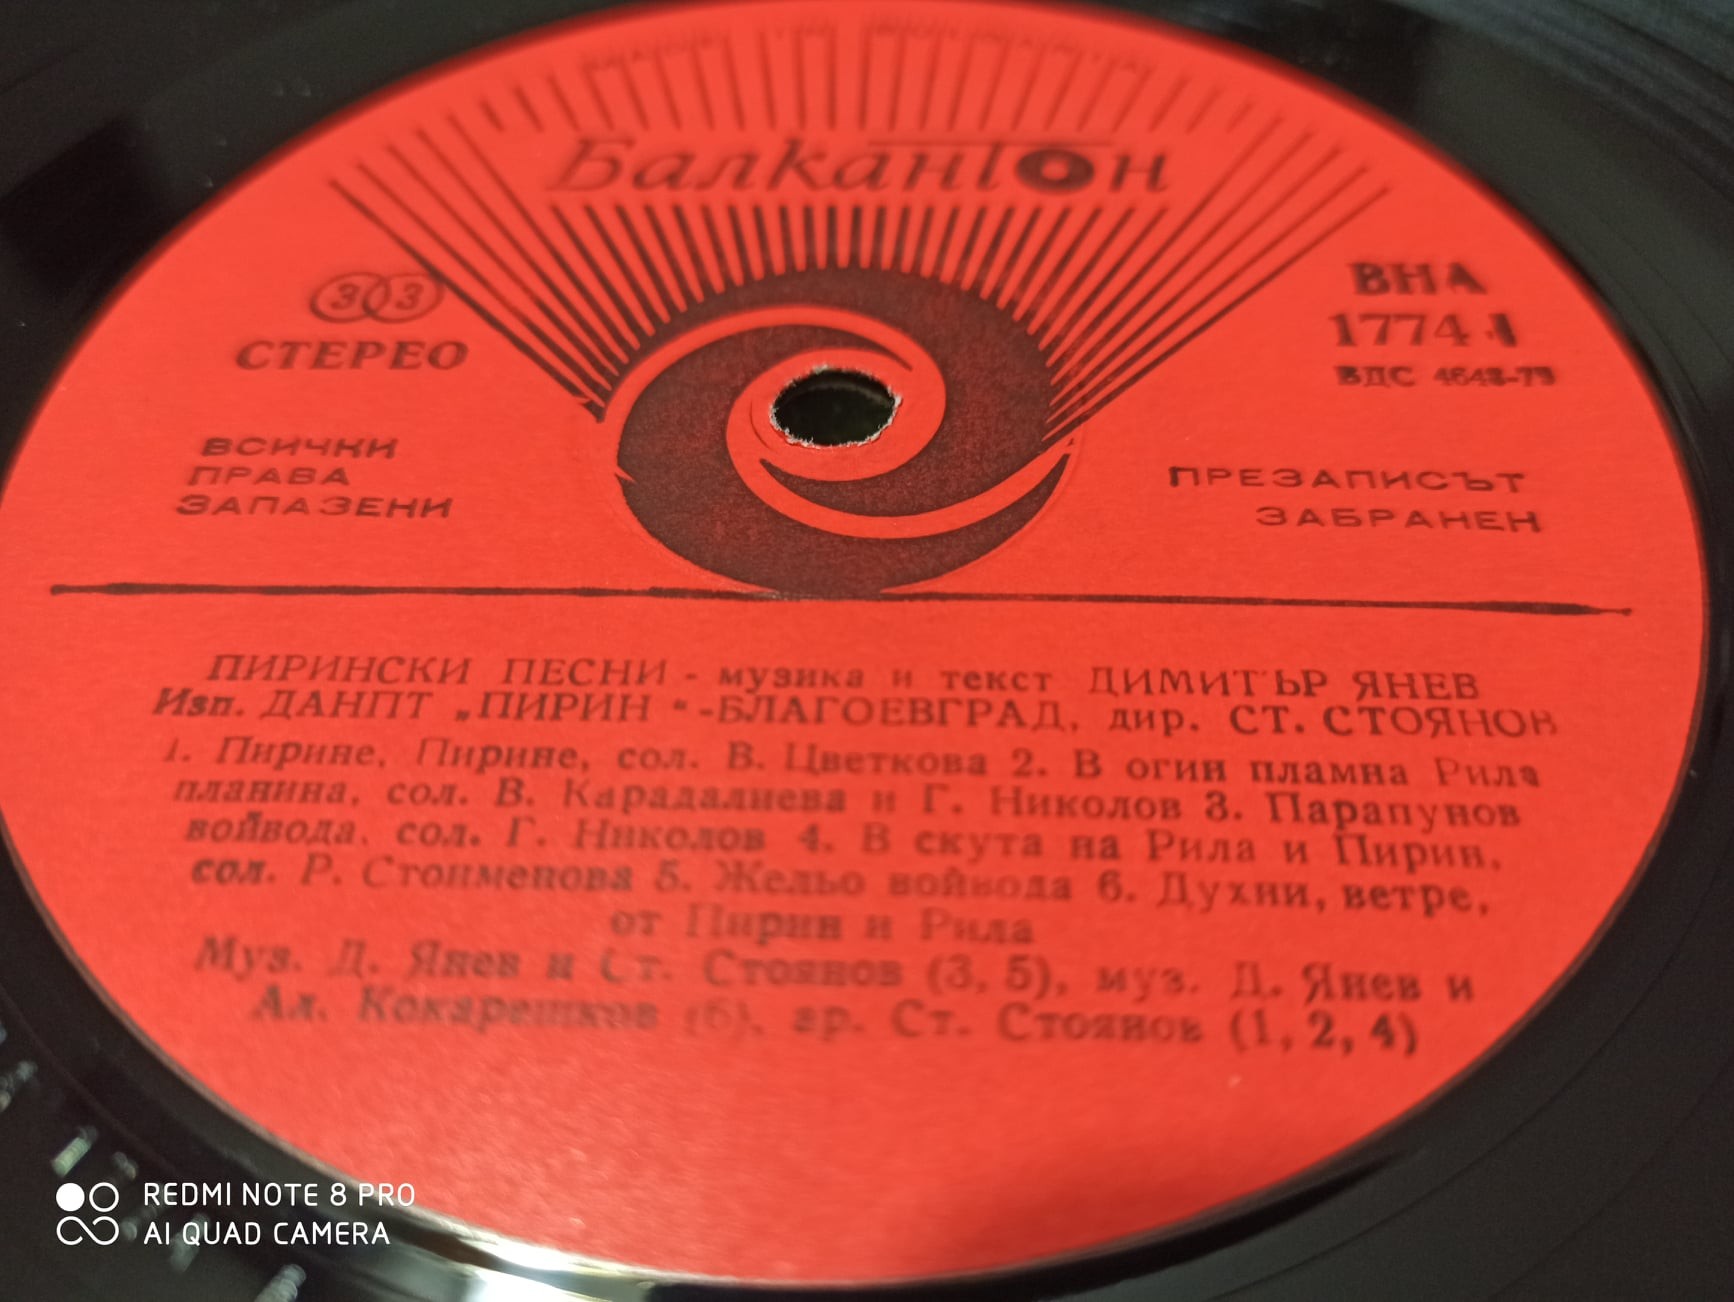 Балкантон
33
СТЕРЕО
ВНА
1774
БДС 4643-73
ВСИЧКИ
ПРАВА
ЗАПАЗЕНИ
ПРЕЗАПИСЪТ
ЗАБРАНЕН
ПИРИНСКИ ПЕСНИ - музика и текст ДИМИТЪР ЯНЕВ
Изп. ДАНПТ „ПИРИН“-БЛАГОЕВГРАД, дир. СТ. СТОЯНОВ
1. Пирине, Пирине, сол. В. Цветкова 2. В огин пламна Рила
планина, сол. В. Карадалиева и Г. Николов 3. Парапунов
войвода, сол. Г. Николов 4. В скута на Рила и Пирин,
сол. Р. Стоименова 5. Жельо войвода 6. Духни, ветре,
от Пирин и Рила
Муз. Д. Янев и Ст. Стоянов (3, 5), муз. Д. Янев и
Ал. Кокарешков (6), ар. Ст. Стоянов (1, 2, 4)
REDMI NOTE 8 PRO
AI QUAD CAMERA